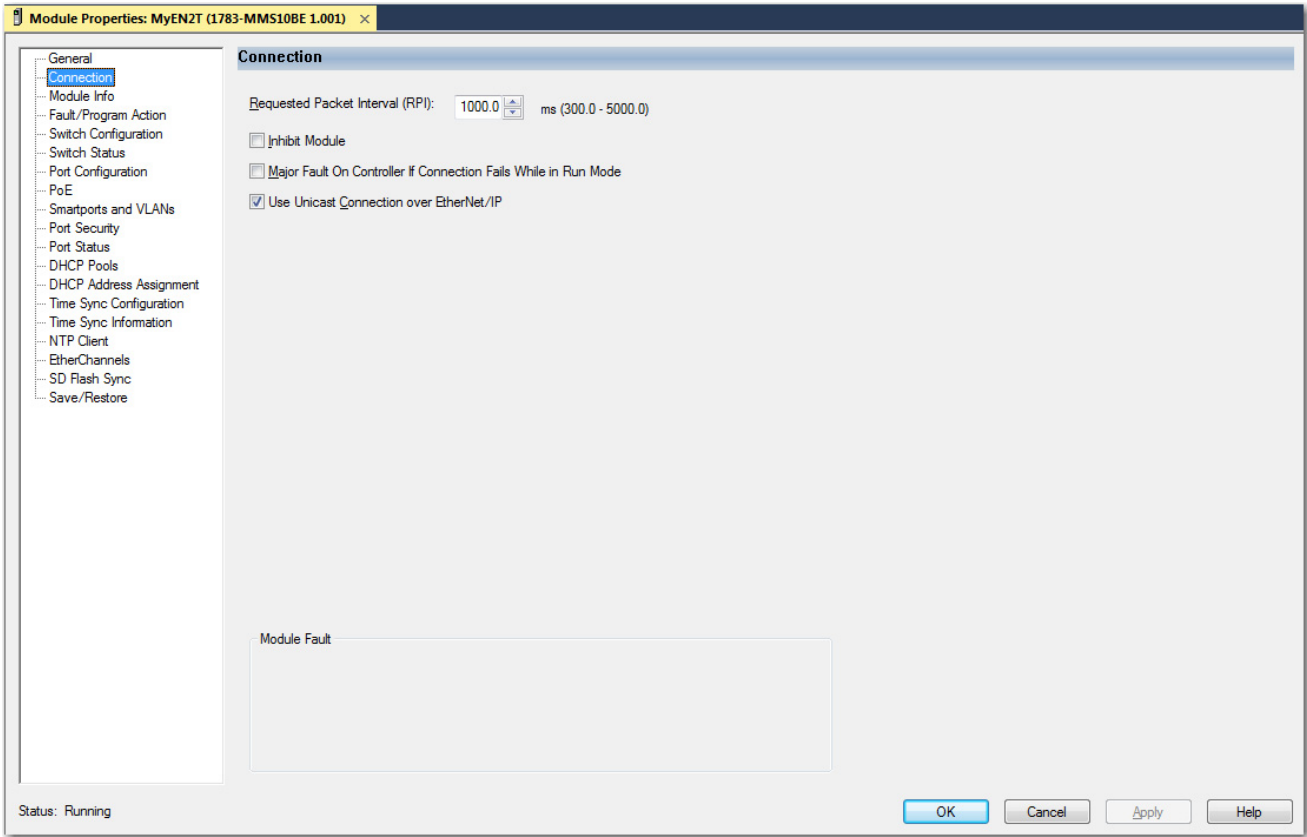 Module Properties: MyEN2T (1783-MMS10BE 1.001) ×
General
Connection
Module Info
Fault/Program Action
Switch Configuration
Switch Status
Port Configuration
PoE
Smartports and VLANs
Port Security
Port Status
DHCP Pools
DHCP Address Assignment
Time Sync Configuration
Time Sync Information
NTP Client
EtherChannels
SD Flash Sync
Save/Restore
Connection
Requested Packet Interval (RPI): 1000.0 ms (300.0 - 5000.0)
Inhibit Module
Major Fault On Controller If Connection Fails While in Run Mode
Use Unicast Connection over EtherNet/IP
Module Fault
Status: Running
OK Cancel Apply Help